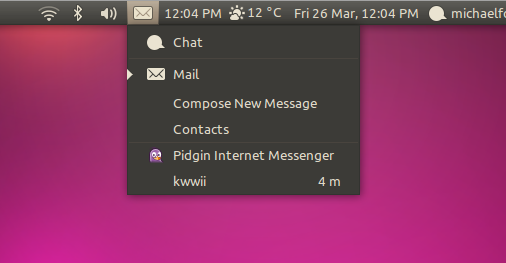 12:04 PM 12 °C Fri 26 Mar, 12:04 PM michaelfo
Chat
Mail
Compose New Message
Contacts
Pidgin Internet Messenger
kwwii 4 m